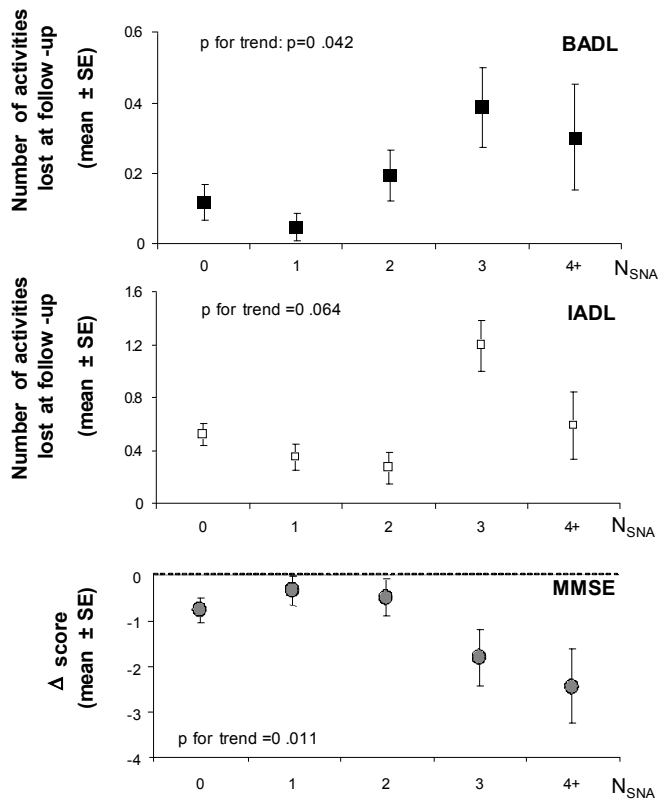 Number of activities
lost at follow -up
(mean ± SE)
p for trend: p=0 .042
BADL
0.6
0.4
0.2
0
0 1 2 3 4+ NSNA
Number of activities
lost at follow -up
(mean ± SE)
p for trend =0 .064
IADL
1.6
1.2
0.8
0.4
0
0 1 2 3 4+ NSNA
Δ score
(mean ± SE)
MMSE
0
-1
-2
-3
-4
p for trend =0 .011
0 1 2 3 4+ NSNA